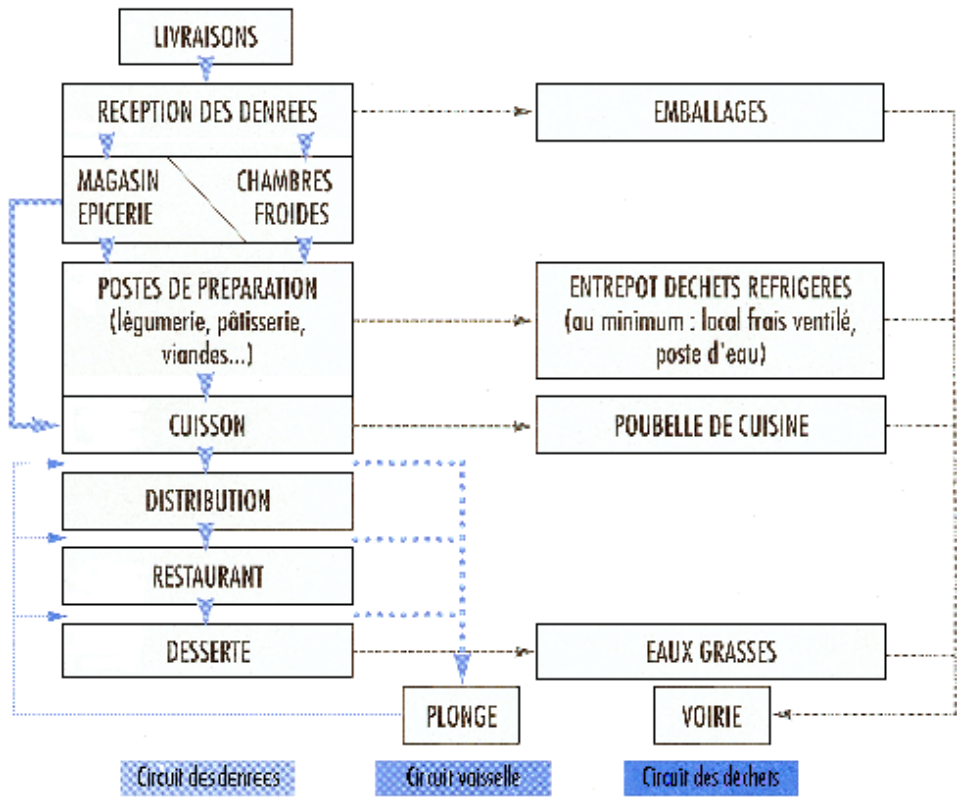 LIVRAISONS
RECEPTION DES DENREES
EMBALLAGES
MAGASIN
EPICERIE
CHAMBRES
FROIDES
POSTES DE PREPARATION
(légumerie, pâtisserie,
viandes...)
ENTREPOT DECHETS REFRIGERES
(au minimum : local frais ventilé,
poste d'eau)
CUISSON
POUBELLE DE CUISINE
DISTRIBUTION
RESTAURANT
DESSERTE
EAUX GRASSES
PLONGE
VOIRIE
Circuit des denrees
Circuit vaisselle
Circuit des dechets